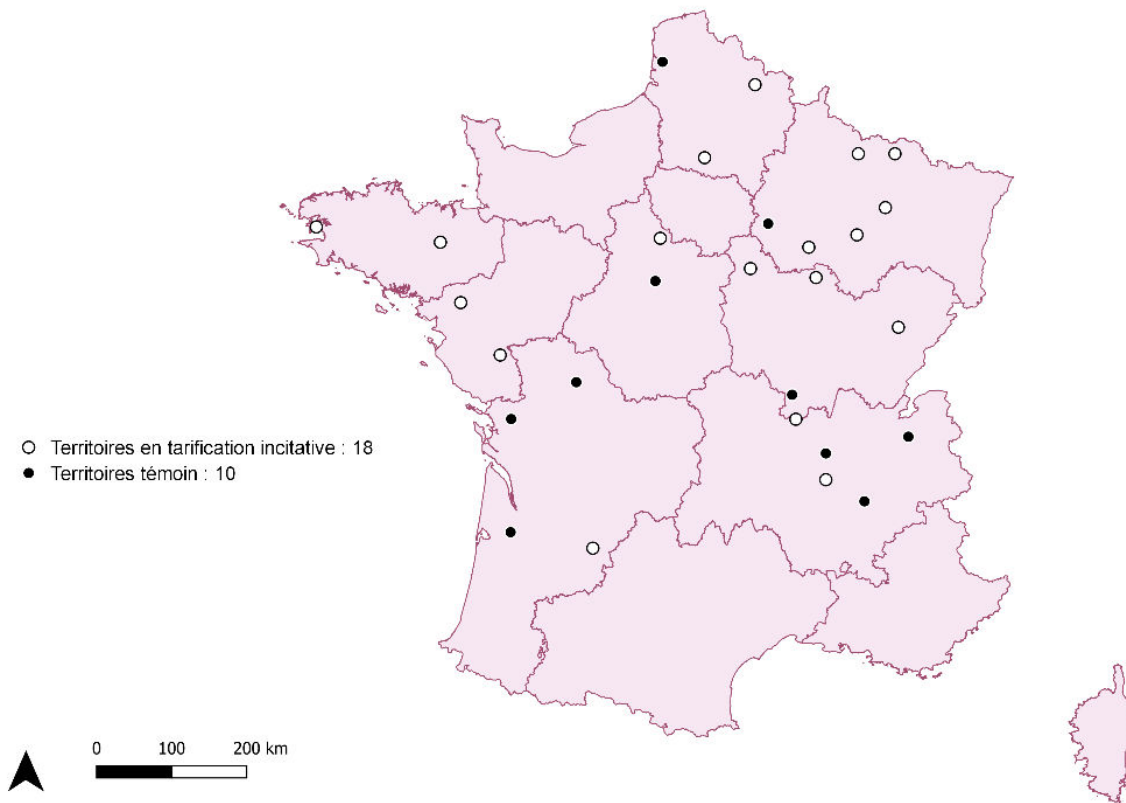 Territoires en tarification incitative : 18
Territoires témoin : 10
0 100 200 km